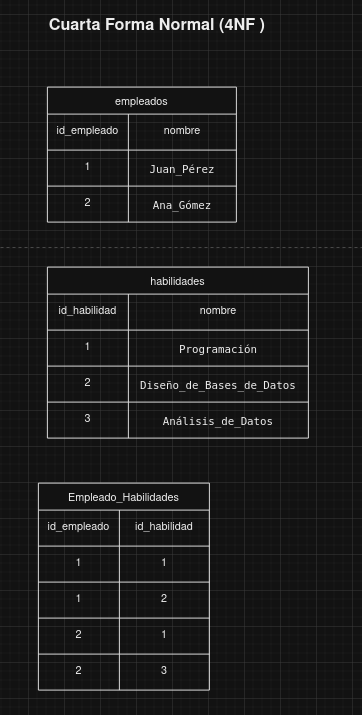 Cuarta Forma Normal (4NF )
empleados
id_empleado nombre
1 Juan_Pérez
2 Ana_Gómez
habilidades
id_habilidad nombre
1 Programación
2 Diseño_de_Bases_de_Datos
3 Análisis_de_Datos
Empleado_Habilidades
id_empleado id_habilidad
1 1
1 2
2 1
2 3